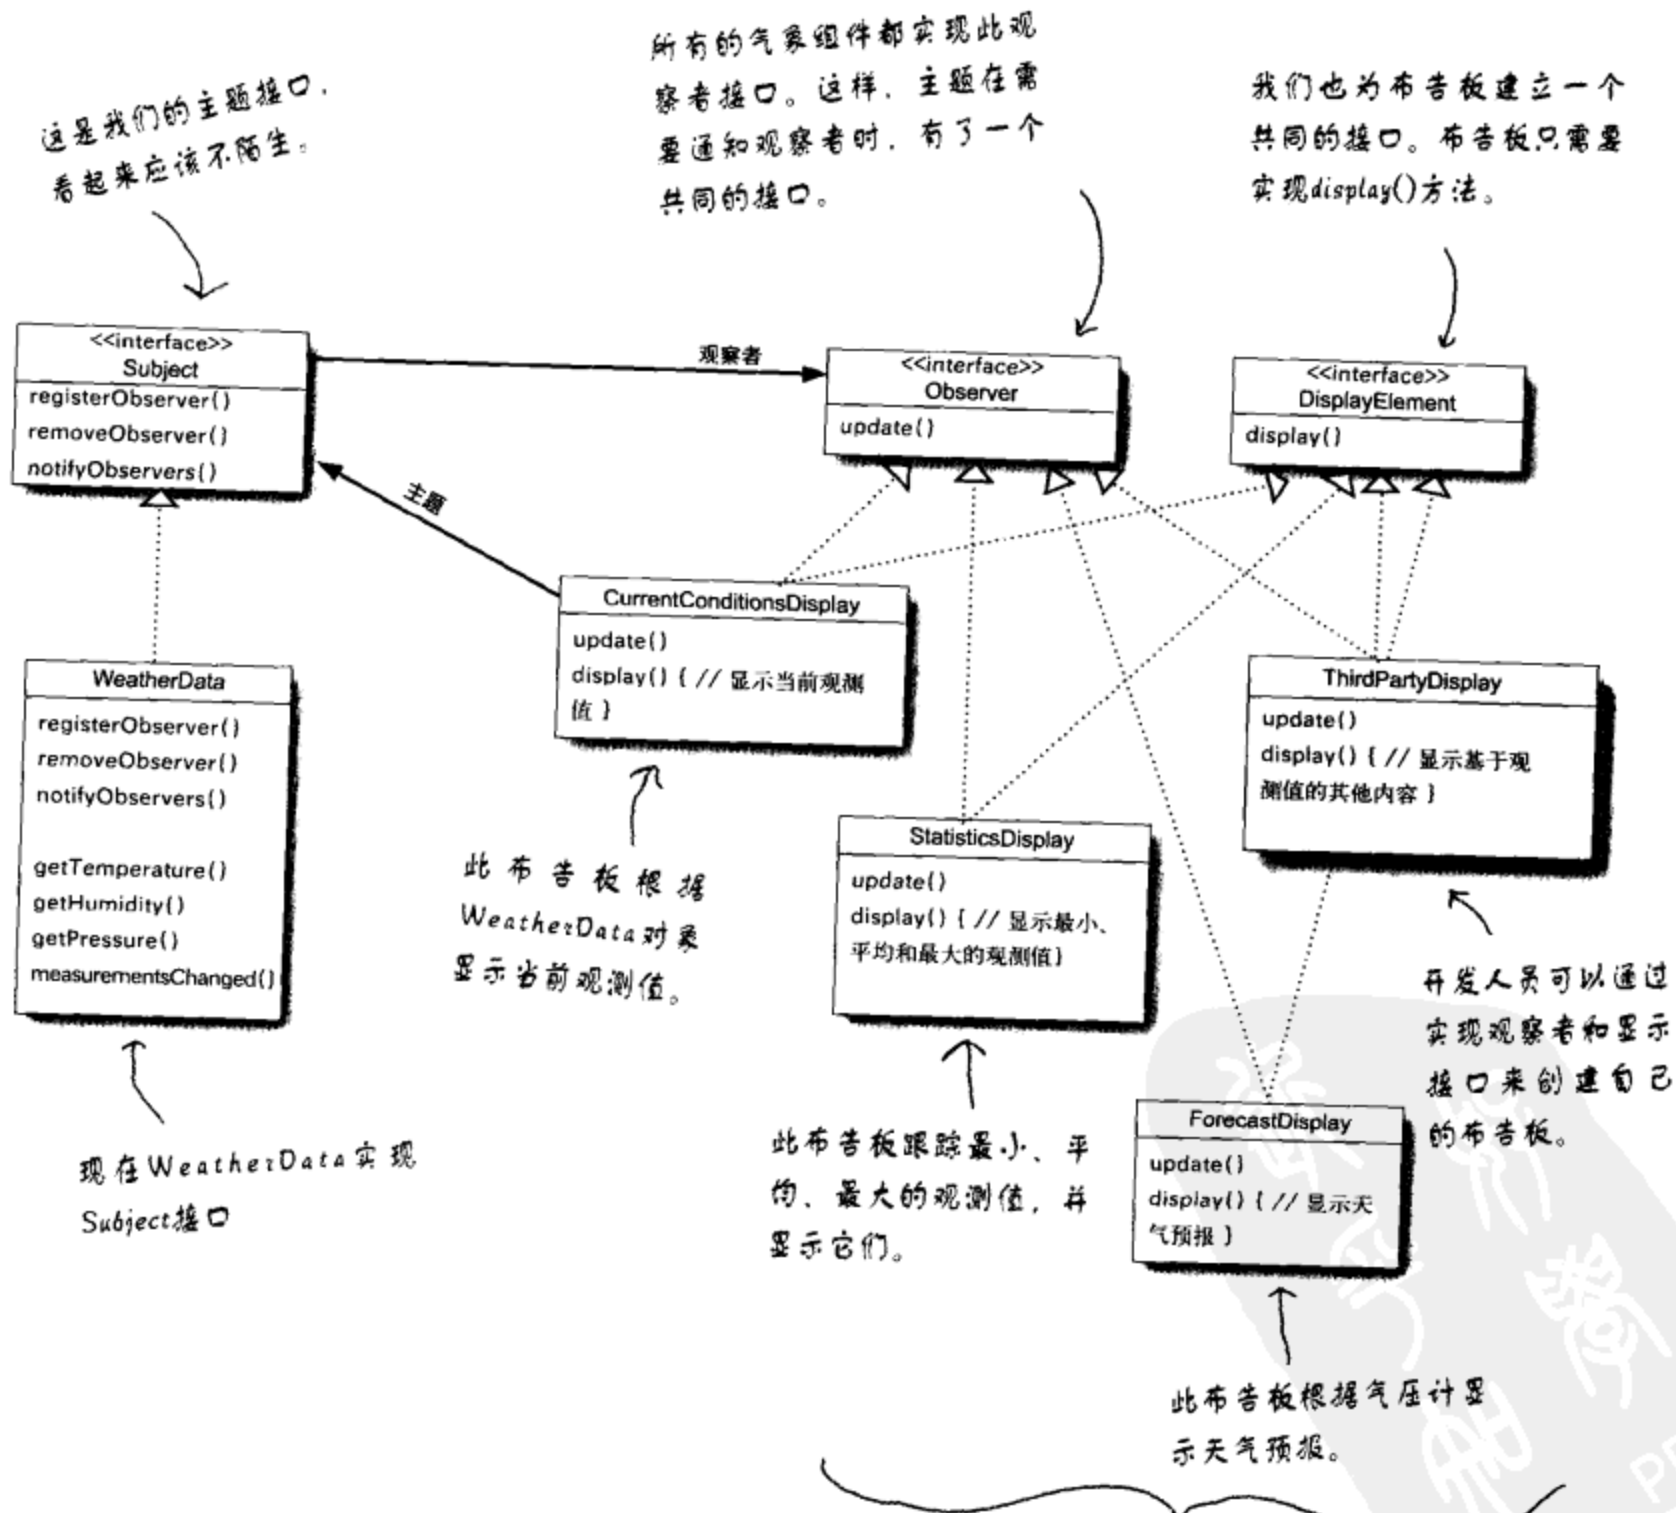 这是我们的主题接口，
看起来应该不陌生。
所有的气象组件都实现此观
察者接口。这样，主题在需
要通知观察者时，有了一个
共同的接口。
我们也为布告板建立一个
共同的接口。布告板只需要
实现display()方法。
<<interface>>
Subject
registerObserver()
removeObserver()
notifyObservers()
观察者
<<interface>>
Observer
update()
<<interface>>
DisplayElement
display()
主题
CurrentConditionsDisplay
update()
display() { // 显示当前观测
值 }
WeatherData
registerObserver()
removeObserver()
notifyObservers()
getTemperature()
getHumidity()
getPressure()
measurementsChanged()
ThirdPartyDisplay
update()
display() { // 显示基于观
测值的其他内容 }
StatisticsDisplay
update()
display() { // 显示最小、
平均和最大的观测值}
此布告板根据
WeatherData对象
显示当前观测值。
开发人员可以通过
实现观察者和显示
接口来创建自己
的布告板。
ForecastDisplay
update()
display() { // 显示天
气预报 }
现在WeatherData实现
Subject接口
此布告板跟踪最小、平
均、最大的观测值，并
显示它们。
此布告板根据气压计显
示天气预报。